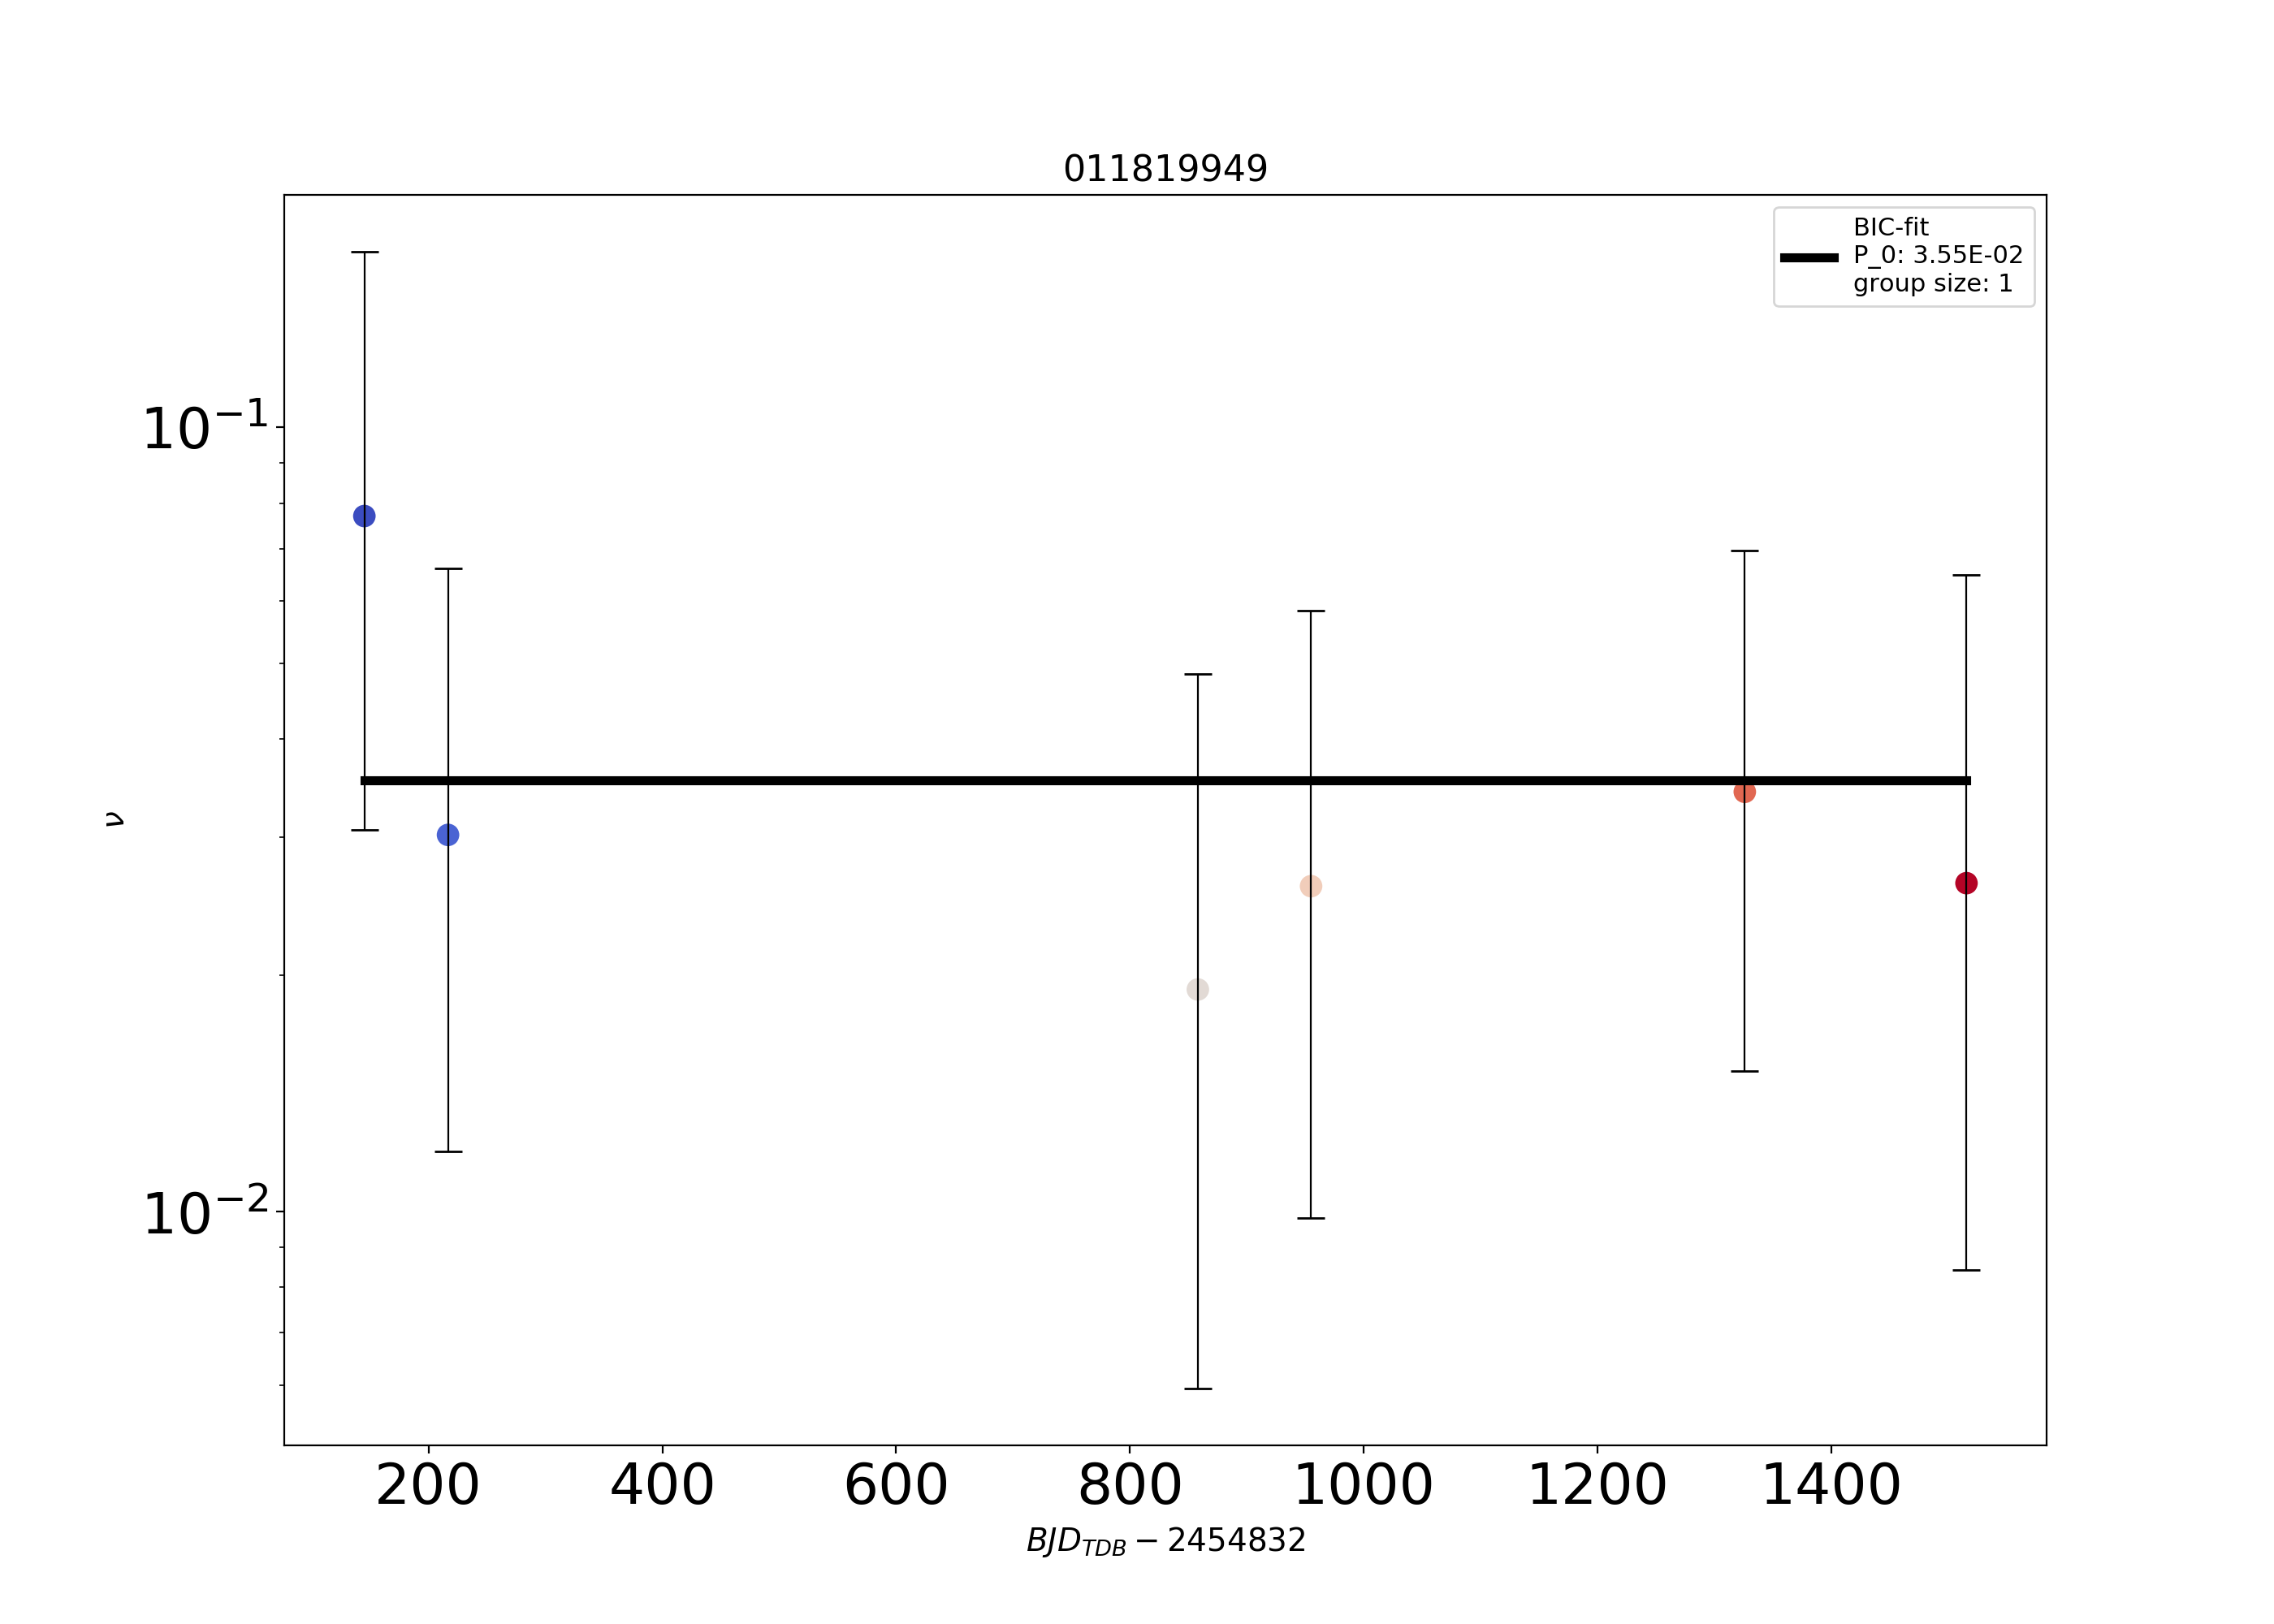 011819949
BIC-fit
P_0: 3.55E-02
group size: 1
10⁻¹
ν
10⁻²
200 400 600 800 1000 1200 1400
BJD_TDB − 2454832